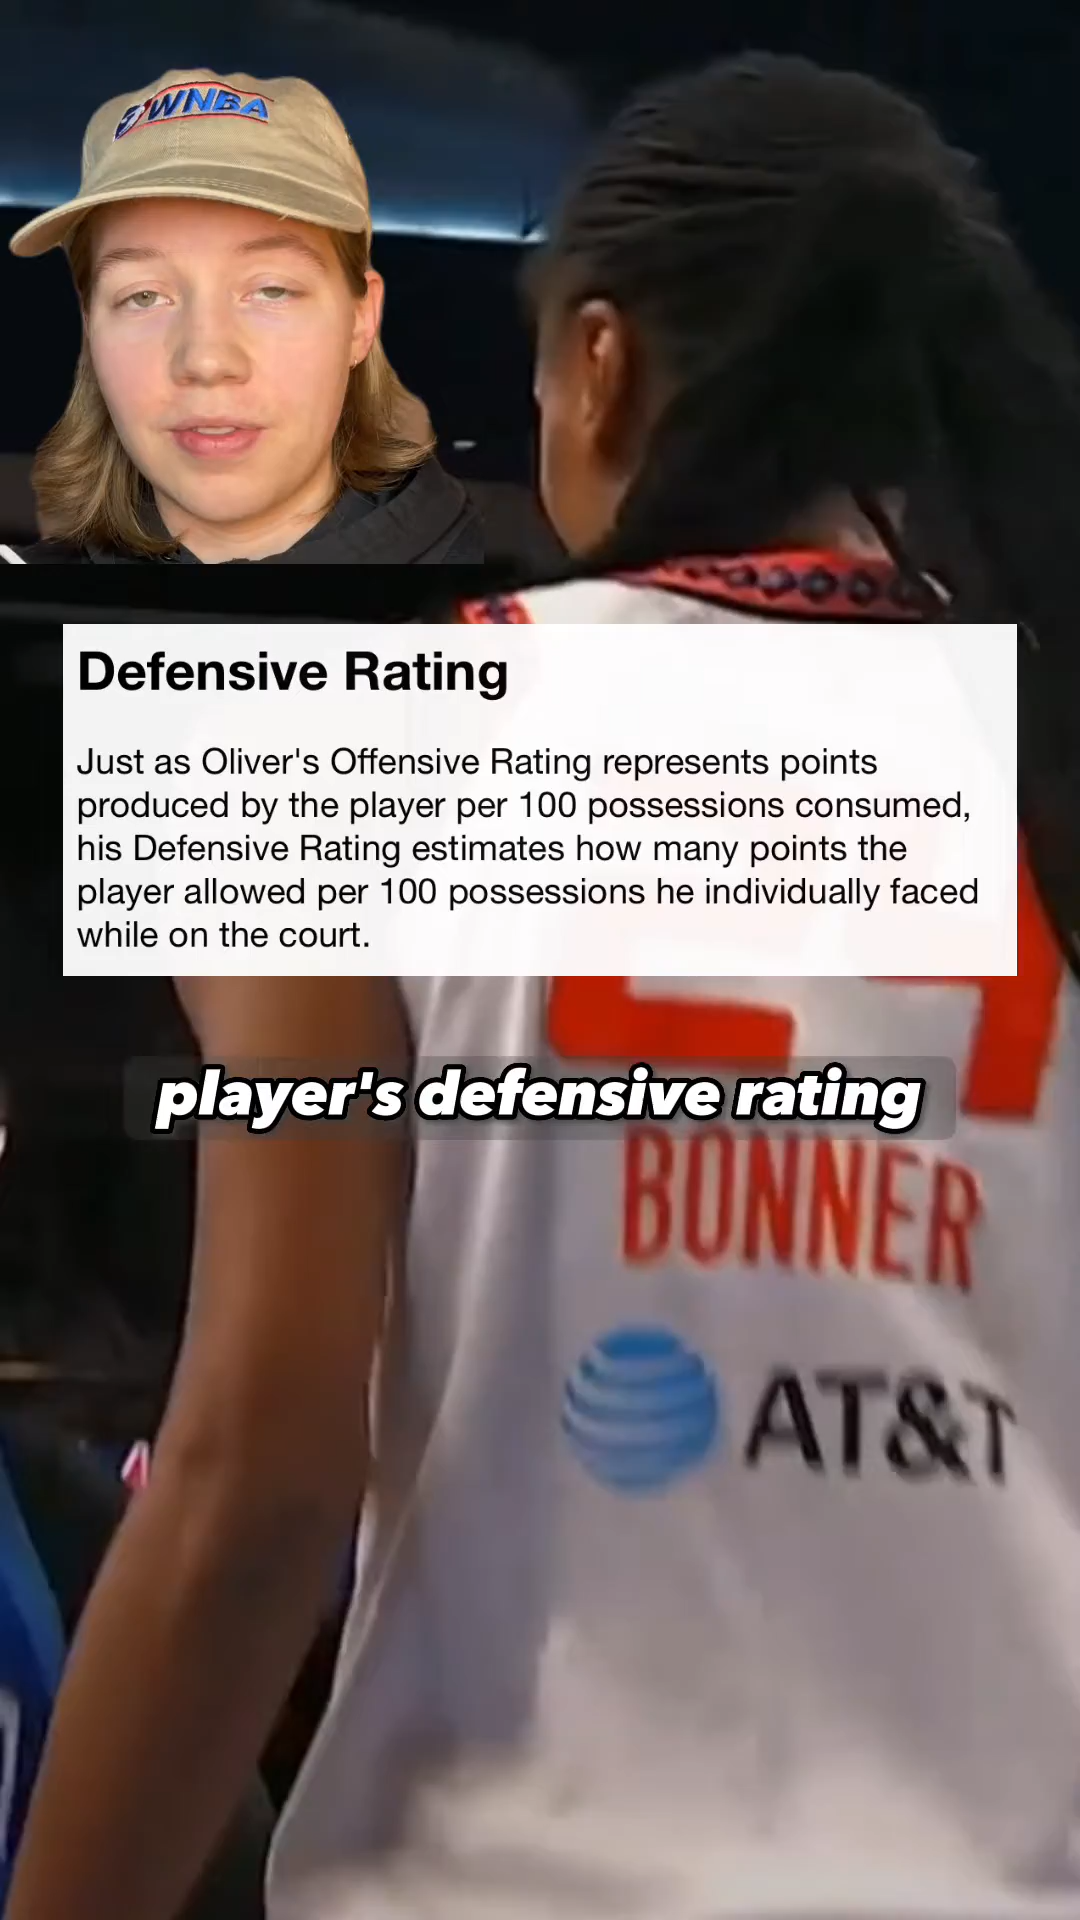 WNBA
Defensive Rating
Just as Oliver's Offensive Rating represents points
produced by the player per 100 possessions consumed,
his Defensive Rating estimates how many points the
player allowed per 100 possessions he individually faced
while on the court.
player's defensive rating
BONNER
AT&T